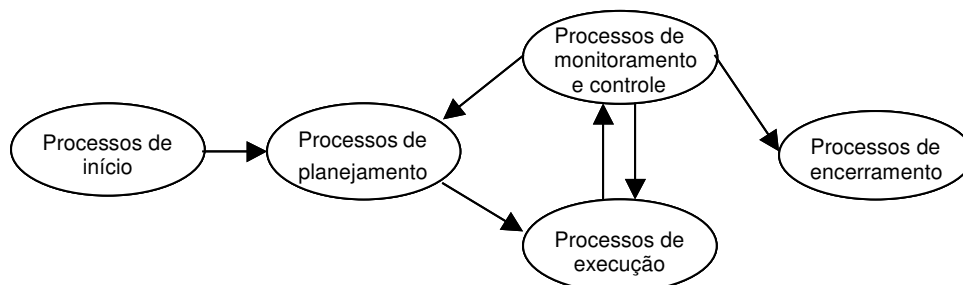 Processos de
início
Processos de
planejamento
Processos de
monitoramento
e controle
Processos de
execução
Processos de
encerramento